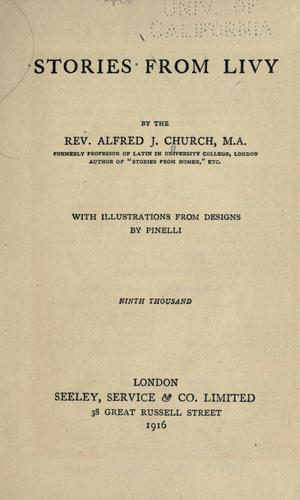 UNIV. OF
CALIFORNIA
STORIES FROM LIVY
BY THE
REV. ALFRED J. CHURCH, M.A.
FORMERLY PROFESSOR OF LATIN IN UNIVERSITY COLLEGE, LONDON
AUTHOR OF "STORIES FROM HOMER," ETC.
WITH ILLUSTRATIONS FROM DESIGNS
BY PINELLI
NINTH THOUSAND
LONDON
SEELEY, SERVICE & CO. LIMITED
38 GREAT RUSSELL STREET
1916